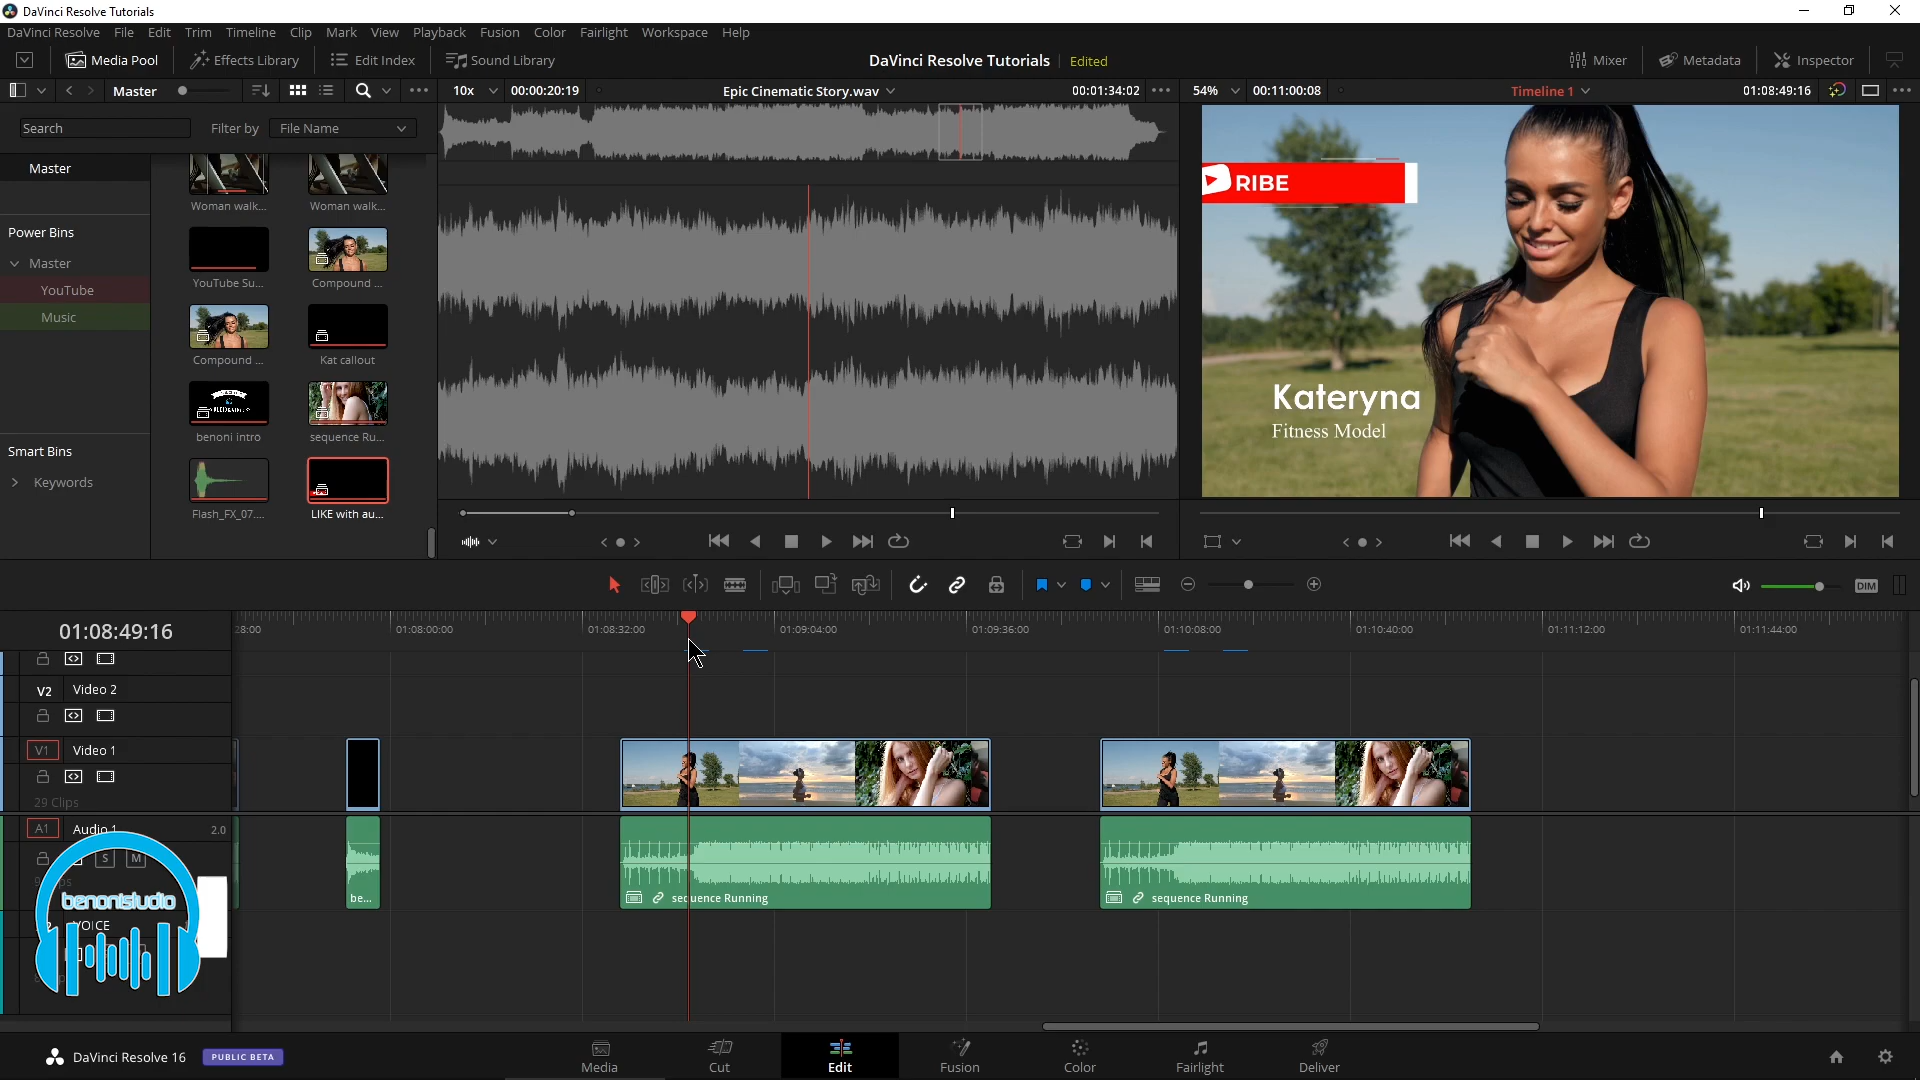 DaVinci Resolve Tutorials
DaVinci Resolve File Edit Trim Timeline Clip Mark View Playback Fusion Color Fairlight Workspace Help
Media Pool Effects Library Edit Index Sound Library DaVinci Resolve Tutorials Edited Mixer Metadata Inspector
Master 10x 00:00:20:19 Epic Cinematic Story.wav 00:01:34:02 54% 00:11:00:08 Timeline 1 01:08:49:16
Search Filter by File Name
Master
Woman walk... Woman walk...
Power Bins
Master
YouTube
Music
YouTube Su... Compound ...
Compound ... Kat callout
benoni intro sequence Ru...
Smart Bins
Keywords
Flash_FX_07.... LIKE with au...
RIBE
Kateryna
Fitness Model
DIM
01:08:49:16
28:00 01:08:00:00 01:08:32:00 01:09:04:00 01:09:36:00 01:10:08:00 01:10:40:00 01:11:12:00 01:11:44:00
V2 Video 2
V1 Video 1
29 Clips
A1 Audio 1 2.0
S M
benonistudio
VOICE
be...
sequence Running
sequence Running
DaVinci Resolve 16 PUBLIC BETA
Media Cut Edit Fusion Color Fairlight Deliver